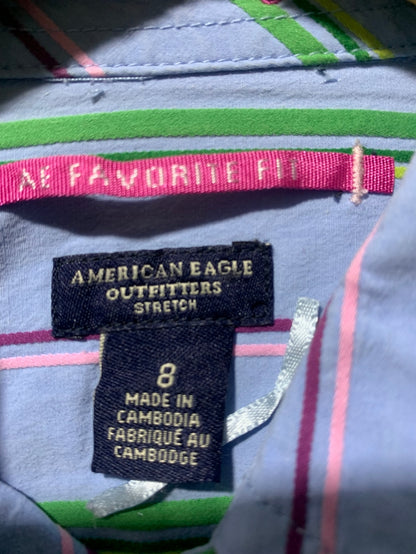 AE FAVORITE FIT
AMERICAN EAGLE
OUTFITTERS
STRETCH
8
MADE IN
CAMBODIA
FABRIQUÉ AU
CAMBODGE